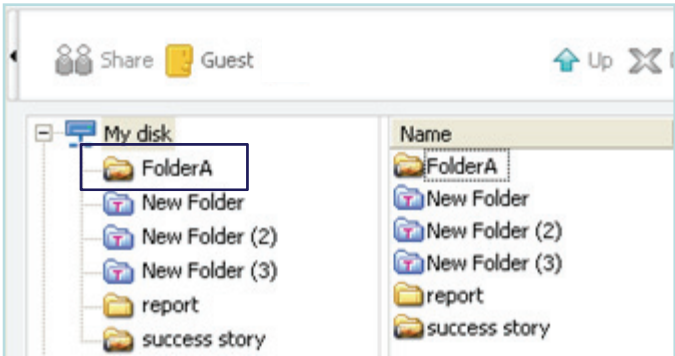 Share Guest Up
My disk
FolderA
New Folder
New Folder (2)
New Folder (3)
report
success story
Name
FolderA
New Folder
New Folder (2)
New Folder (3)
report
success story